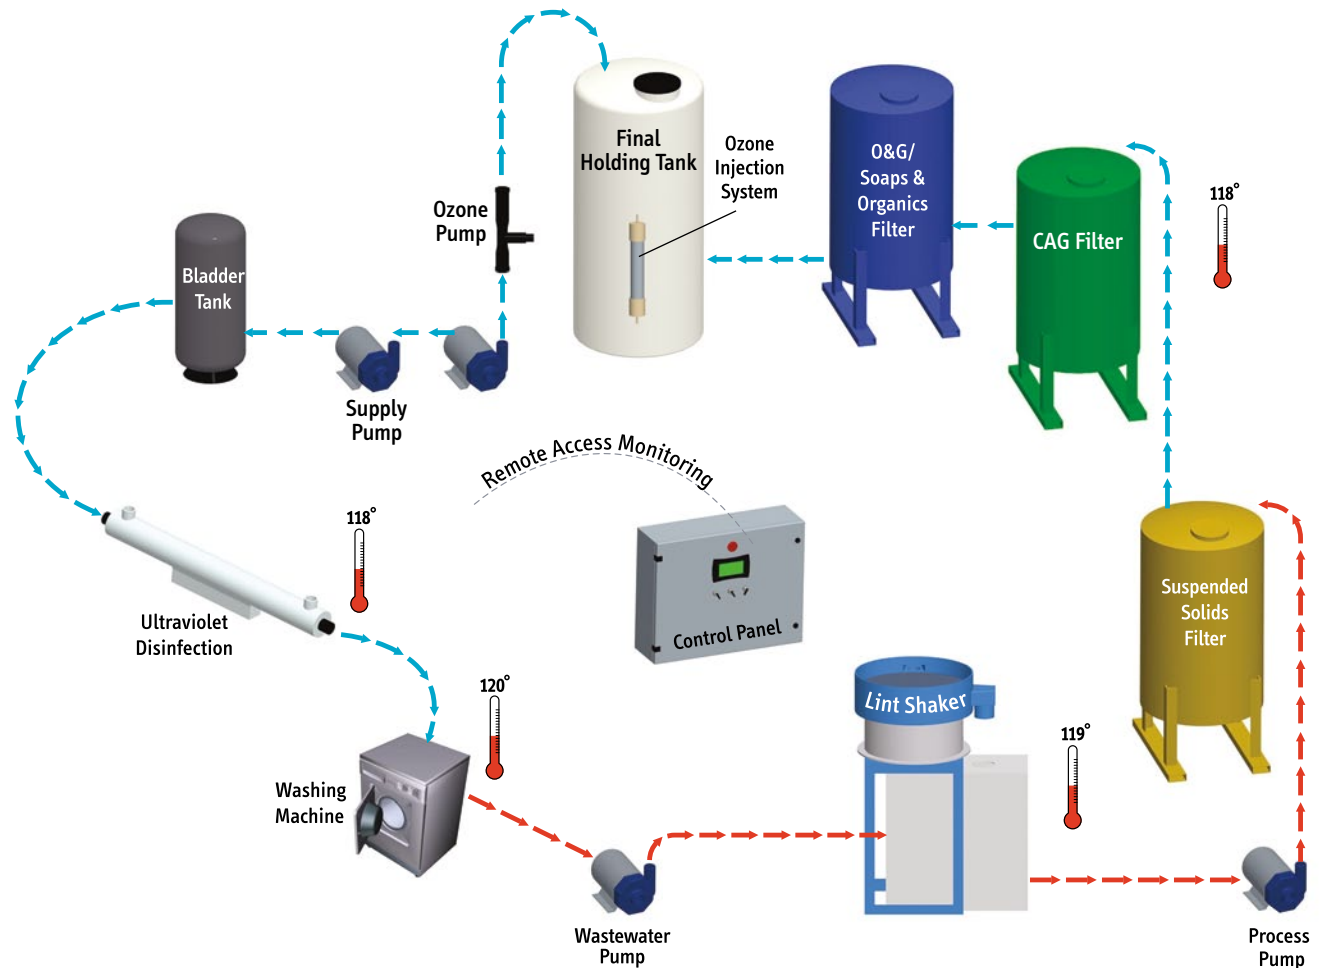 Final
Holding Tank
Ozone
Injection
System
O&G/
Soaps &
Organics
Filter
CAG Filter
118°
Ozone
Pump
Bladder
Tank
Supply
Pump
Remote Access Monitoring
118°
Ultraviolet
Disinfection
Control Panel
Suspended
Solids
Filter
120°
Lint Shaker
119°
Washing
Machine
Wastewater
Pump
Process
Pump